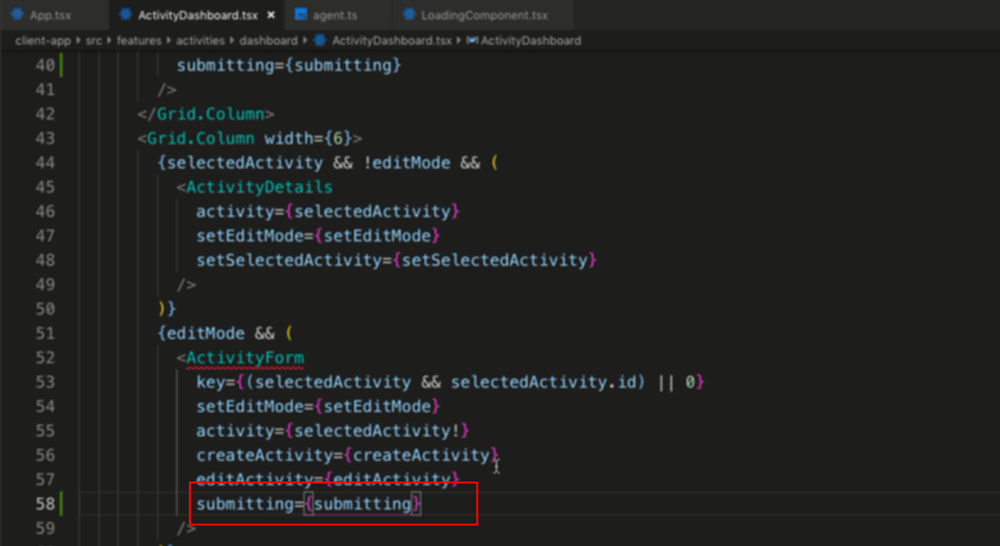 App.tsx ActivityDashboard.tsx × agent.ts LoadingComponent.tsx
client-app src features activities dashboard ActivityDashboard.tsx ActivityDashboard
40 submitting={submitting}
41 />
42 </Grid.Column>
43 <Grid.Column width={6}>
44 {selectedActivity && !editMode && (
45 <ActivityDetails
46 activity={selectedActivity}
47 setEditMode={setEditMode}
48 setSelectedActivity={setSelectedActivity}
49 />
50 )}
51 {editMode && (
52 <ActivityForm
53 key={(selectedActivity && selectedActivity.id) || 0}
54 setEditMode={setEditMode}
55 activity={selectedActivity!}
56 createActivity={createActivity}
57 editActivity={editActivity}
58 submitting={submitting}
59 />